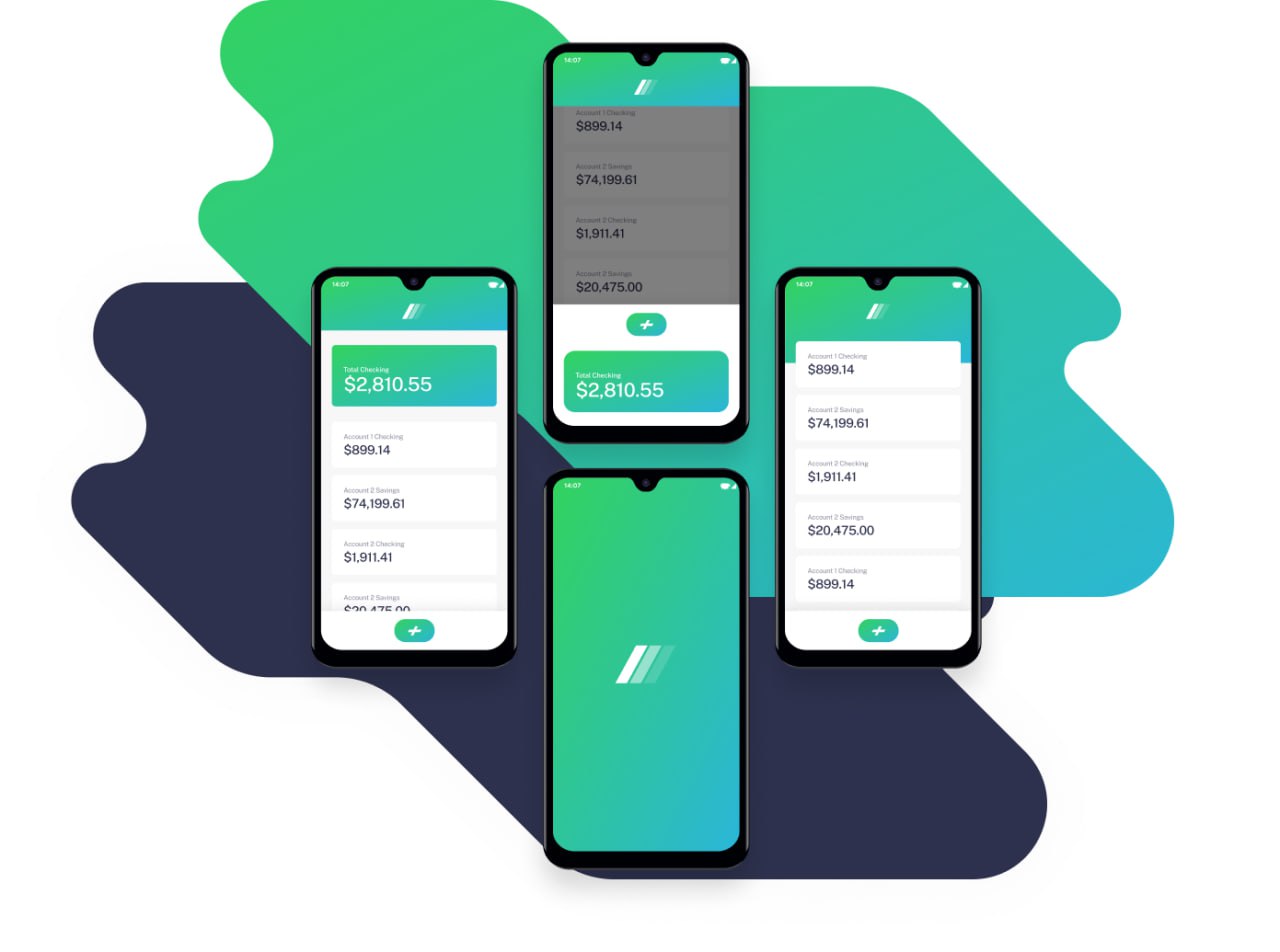 14:07
Account 1 Checking
$899.14
Account 2 Savings
$74,199.61
Account 2 Checking
$1,911.41
Account 2 Savings
$20,475.00
Total Checking
$2,810.55
14:07
Total Checking
$2,810.55
Account 1 Checking
$899.14
Account 2 Savings
$74,199.61
Account 2 Checking
$1,911.41
Account 2 Savings
$20,475.00
14:07
Account 1 Checking
$899.14
Account 2 Savings
$74,199.61
Account 2 Checking
$1,911.41
Account 2 Savings
$20,475.00
Account 1 Checking
$899.14
14:07